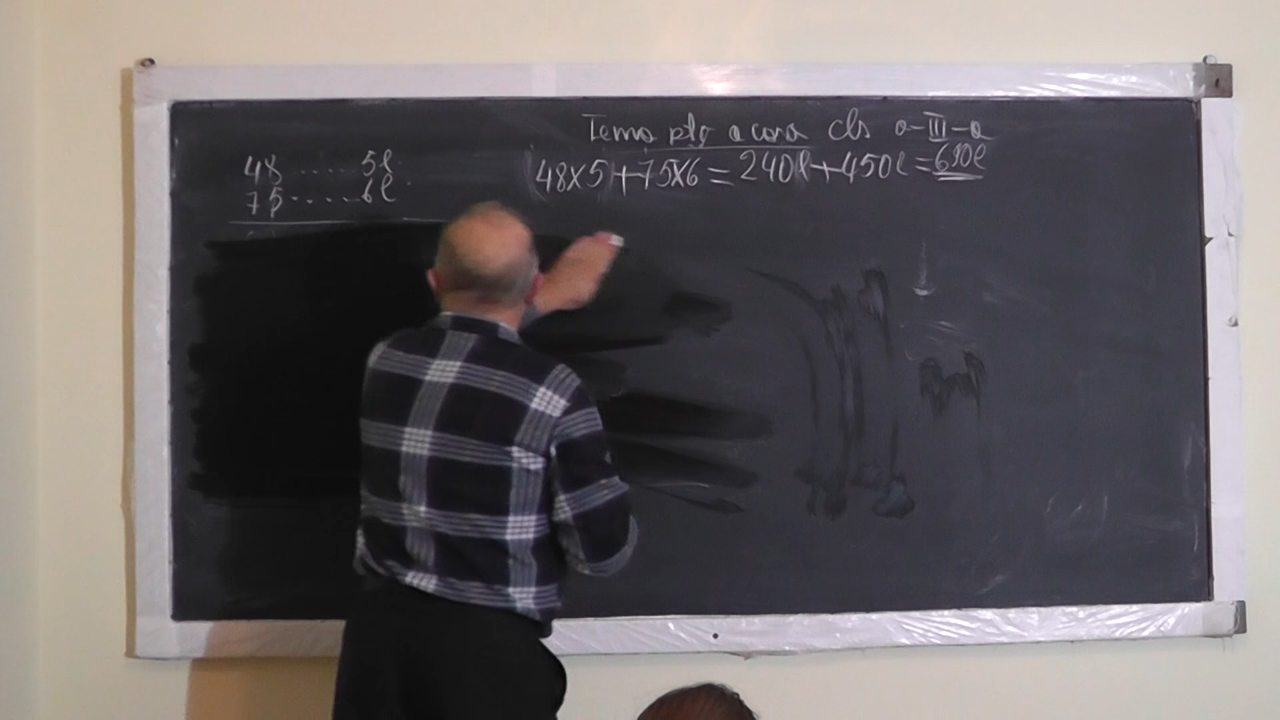 Tema ptr acasa cls a-III-a
48 ..... 5l
75 ..... 6l
48X5+75X6=240l+450l=690l